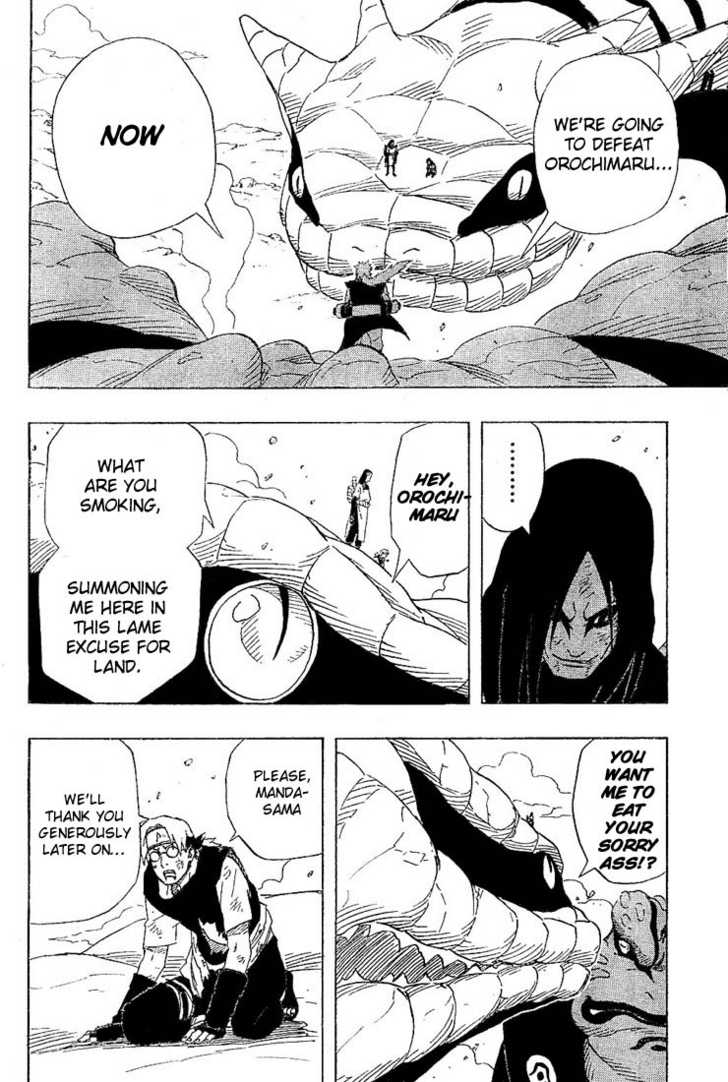 WE'RE GOING
TO DEFEAT
OROCHIMARU...
NOW
........
HEY,
OROCHI-
MARU
WHAT
ARE YOU
SMOKING,
SUMMONING
ME HERE IN
THIS LAME
EXCUSE FOR
LAND.
YOU
WANT
ME TO
EAT
YOUR
SORRY
ASS!?
PLEASE,
MANDA-
SAMA
WE'LL
THANK YOU
GENEROUSLY
LATER ON...